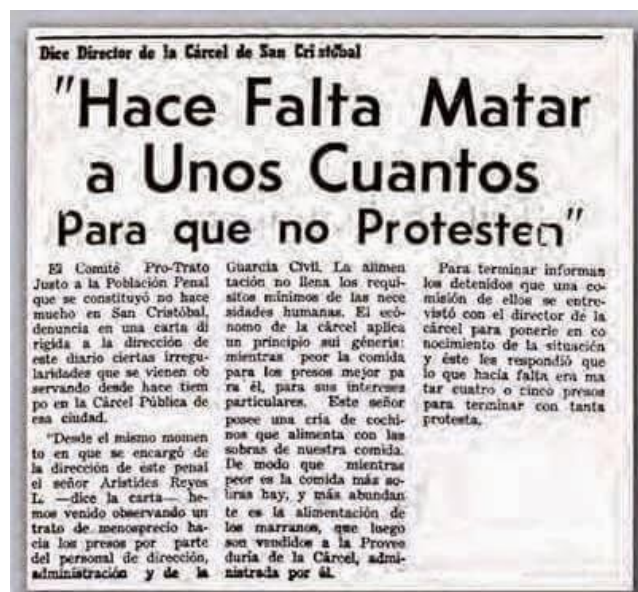 Dice Director de la Cárcel de San Cristóbal
"Hace Falta Matar
a Unos Cuantos
Para que no Protesten"
El Comité Pro-Trato
Justo a la Población Penal
que se constituyó no hace
mucho en San Cristóbal,
denuncia en una carta di
rigida a la dirección de
este diario ciertas irregu-
laridades que se vienen ob
servando desde hace tiem
po en la Cárcel Pública de
esa ciudad.
"Desde el mismo momen
to en que se encargó de
la dirección de este penal
el señor Arístides Reyes
L. —dice la carta— he-
mos venido observando un
trato de menosprecio ha-
cia los presos por parte
del personal de dirección,
administración y de la
Guardia Civil. La alimen
tación no llena los requi-
sitos mínimos de las nece
sidades humanas. El ecó-
nomo de la cárcel aplica
un principio sui géneris:
mientras peor la comida
para los presos mejor pa
ra él, para sus intereses
particulares. Este señor
posee una cría de cochi-
nos que alimenta con las
sobras de nuestra comida.
De modo que mientras
peor es la comida más so-
bras hay, y más abundan
te es la alimentación de
los marranos, que luego
son vendidos a la Provee
duría de la Cárcel, admi-
nistrada por él.
Para terminar informan
los detenidos que una co-
misión de ellos se entre-
vistó con el director de la
cárcel para ponerle en co
nocimiento de la situación
y éste les respondió que
lo que hacía falta era ma
tar cuatro o cinco presos
para terminar con tanta
protesta.